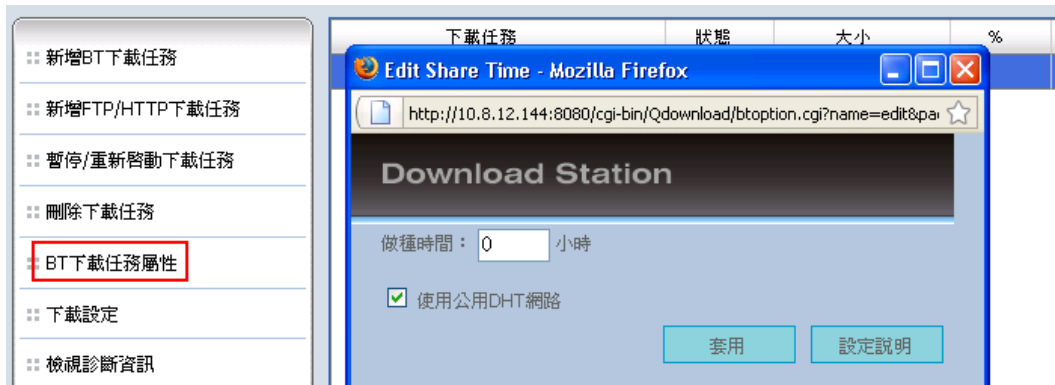 新增BT下載任務
新增FTP/HTTP下載任務
暫停/重新啓動下載任務
刪除下載任務
BT下載任務屬性
下載設定
檢視診斷資訊
下載任務 狀態 大小 %
Edit Share Time - Mozilla Firefox
http://10.8.12.144:8080/cgi-bin/Qdownload/btoption.cgi?name=edit&pa
Download Station
做種時間： 0 小時
使用公用DHT網路
套用 設定說明